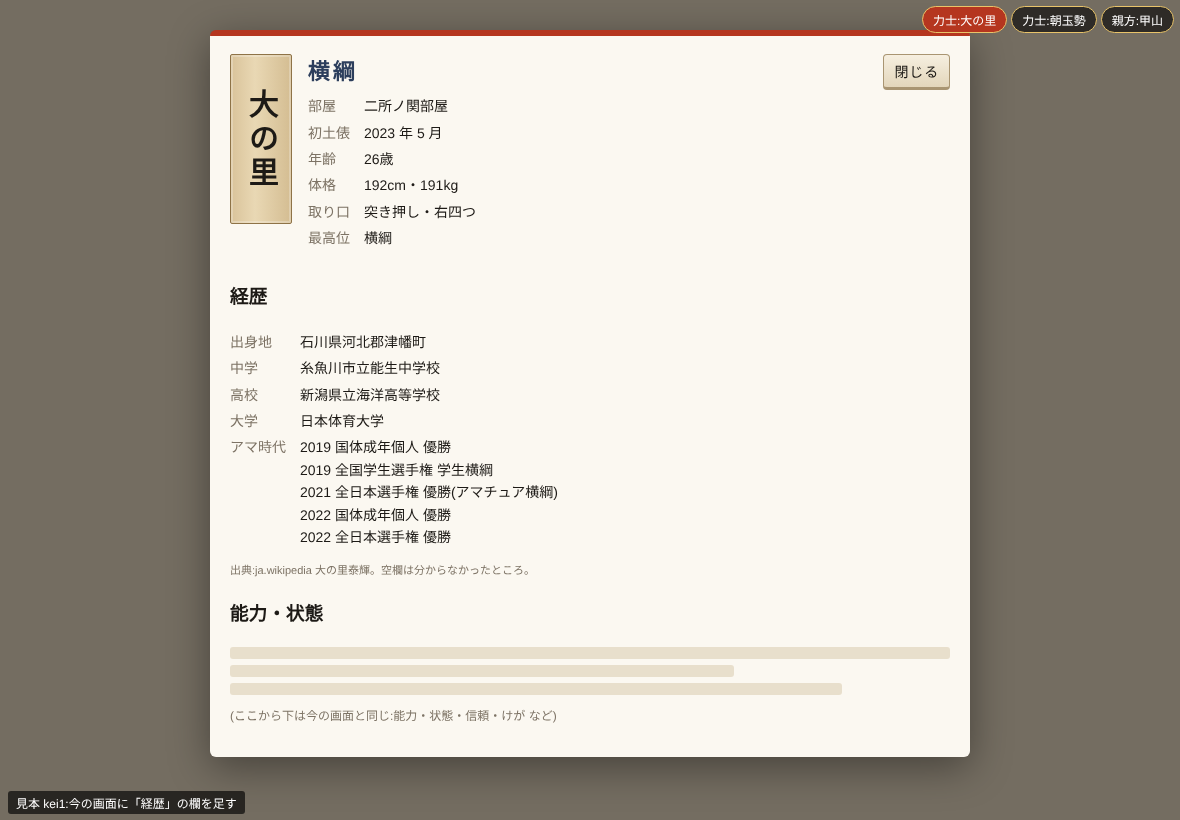 力士:大の里
力士:朝玉勢
親方:甲山
大の里
横綱
閉じる
部屋 二所ノ関部屋
初土俵 2023 年 5 月
年齢 26歳
体格 192cm・191kg
取り口 突き押し・右四つ
最高位 横綱
経歴
出身地 石川県河北郡津幡町
中学 糸魚川市立能生中学校
高校 新潟県立海洋高等学校
大学 日本体育大学
アマ時代 2019 国体成年個人 優勝
2019 全国学生選手権 学生横綱
2021 全日本選手権 優勝(アマチュア横綱)
2022 国体成年個人 優勝
2022 全日本選手権 優勝
出典:ja.wikipedia 大の里泰輝。空欄は分からなかったところ。
能力・状態
(ここから下は今の画面と同じ:能力・状態・信頼・けが など)
見本 kei1:今の画面に「経歴」の欄を足す